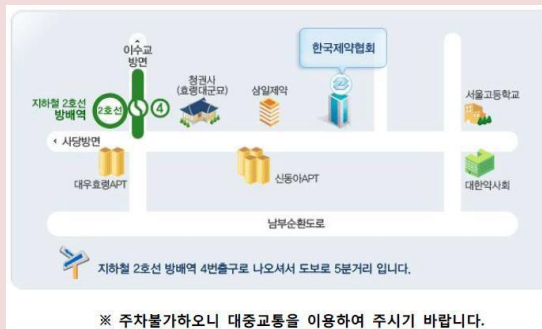 이수교
방면
한국제약협회
청권사
(효령대군묘)
삼일제약
서울고등학교
지하철 2호선
방배역
2호선
4
사당방면
대우효령APT
신동아APT
대한약사회
남부순환도로
지하철 2호선 방배역 4번출구로 나오셔서 도보로 5분거리 입니다.
※ 주차불가하오니 대중교통을 이용하여 주시기 바랍니다.